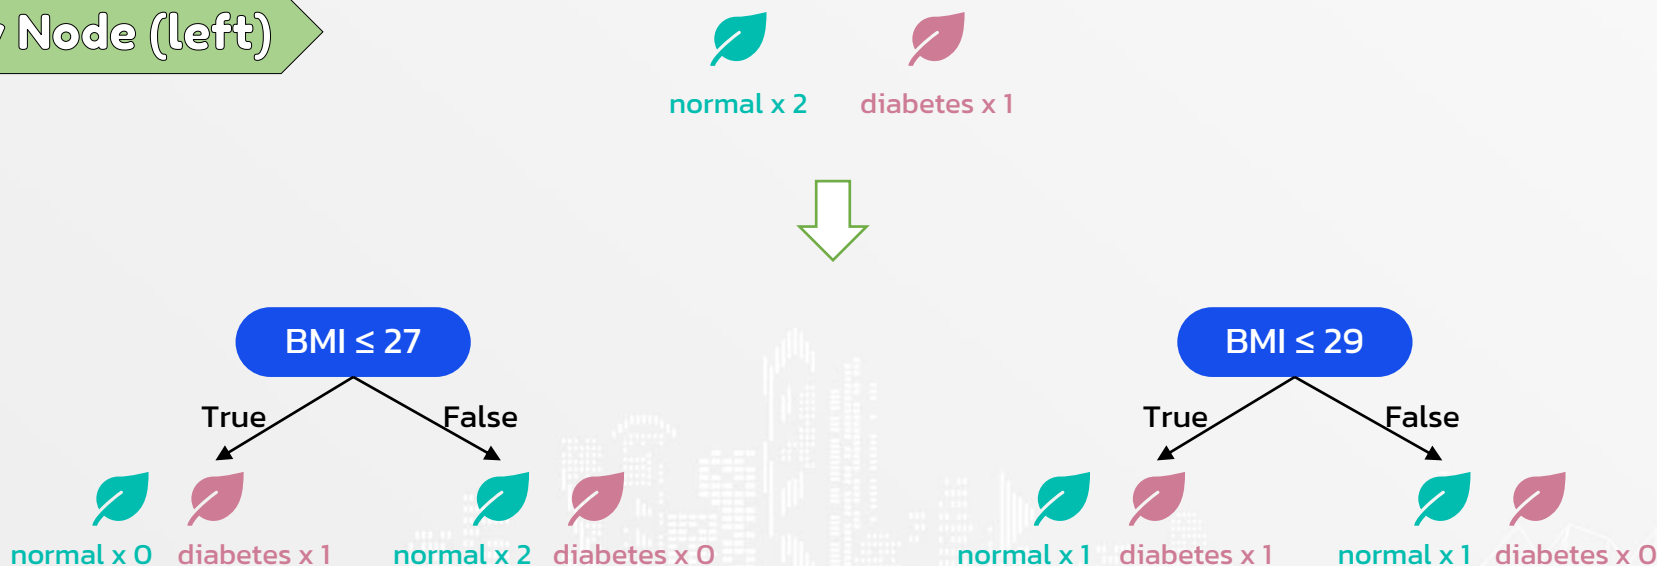 Node (left)
normal x 2 diabetes x 1
BMI ≤ 27 BMI ≤ 29
True False True False
normal x 0 diabetes x 1 normal x 2 diabetes x 0 normal x 1 diabetes x 1 normal x 1 diabetes x 0